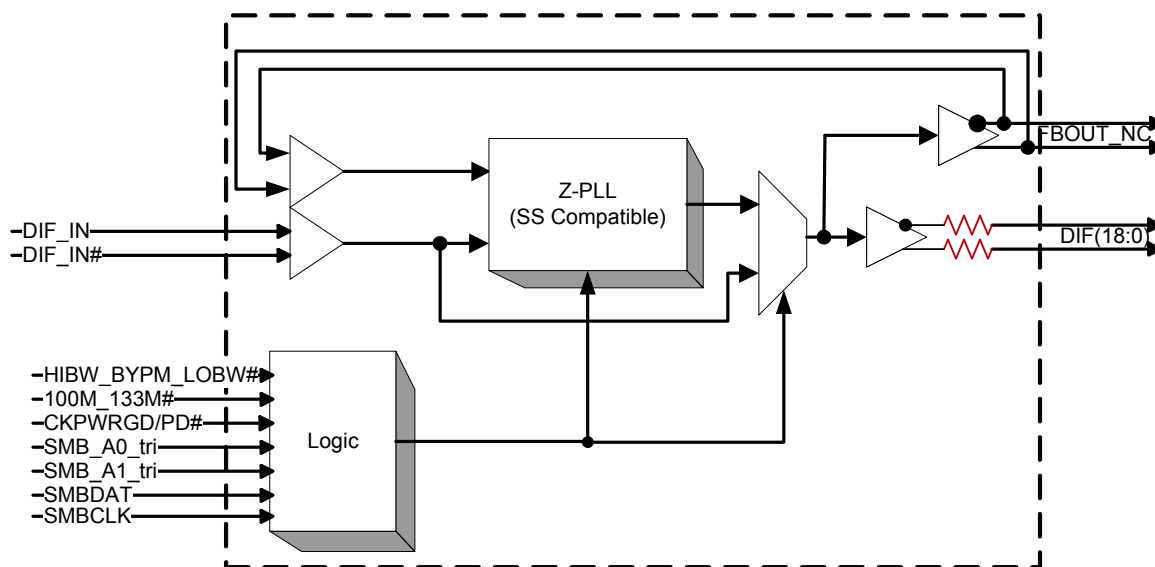 FBOUT_NC
Z-PLL
(SS Compatible)
DIF_IN
DIF_IN#
DIF(18:0)
HIBW_BYPM_LOBW#
100M_133M#
CKPWRGD/PD#
SMB_A0_tri
SMB_A1_tri
SMBDAT
SMBCLK
Logic